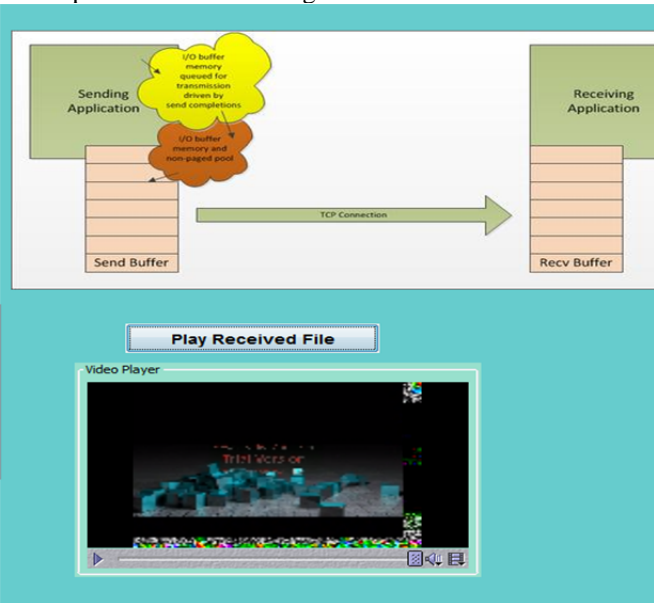 i/O buffer
memory
queued for
transmission
driven by
send completions
Sending
Application
I/O buffer
memory and
non-paged pool
Receiving
Application
TCP Connection
Send Buffer
Recv Buffer
Play Received File
Video Player
Trial Version